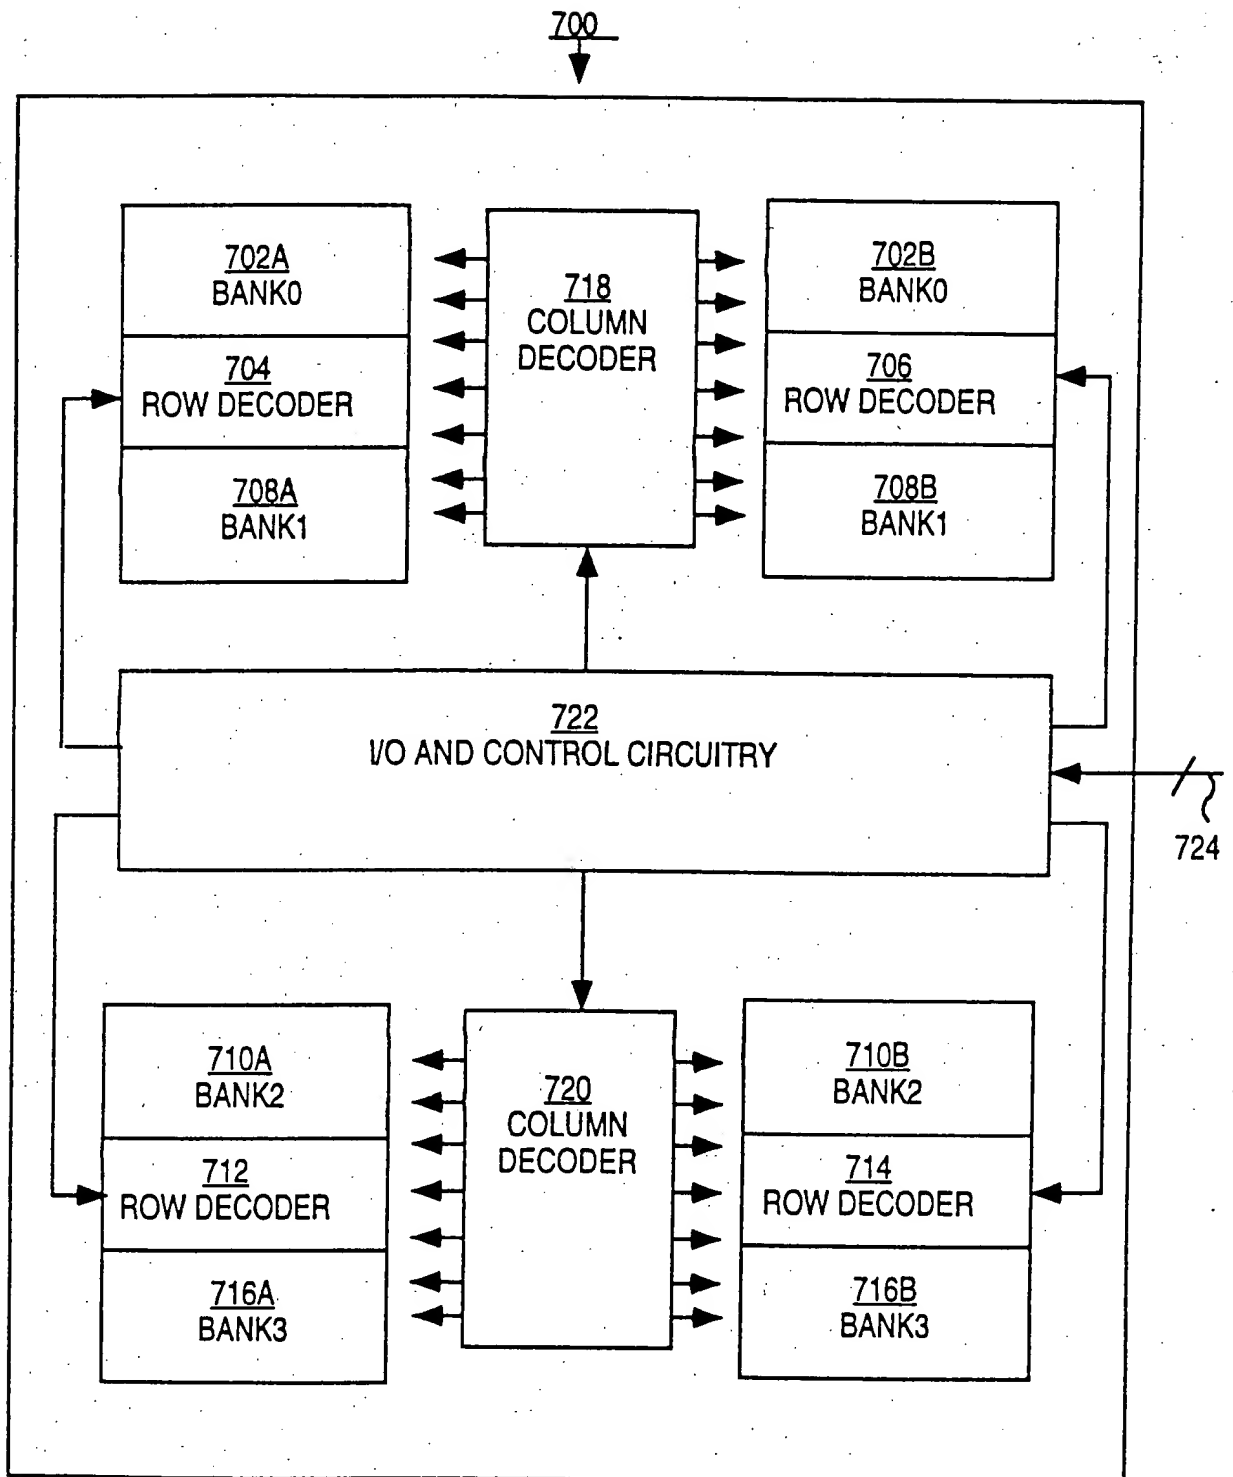 700
702A
BANK0
704
ROW DECODER
708A
BANK1
718
COLUMN
DECODER
702B
BANK0
706
ROW DECODER
708B
BANK1
722
I/O AND CONTROL CIRCUITRY
724
710A
BANK2
712
ROW DECODER
716A
BANK3
720
COLUMN
DECODER
710B
BANK2
714
ROW DECODER
716B
BANK3